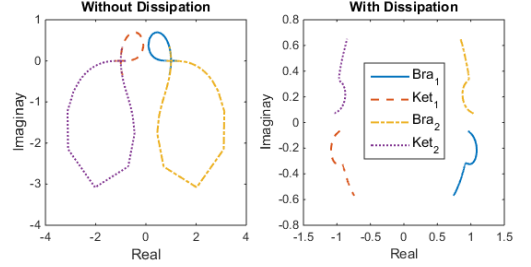 Without Dissipation
1
0
-1
-2
-3
-4
-4
-2
0
2
4
Imaginay
Real
With Dissipation
0.8
0.6
0.4
0.2
0
-0.2
-0.4
-0.6
-0.8
-1.5
-1
-0.5
0
0.5
1
1.5
Imaginay
Real
Bra1
Ket1
Bra2
Ket2